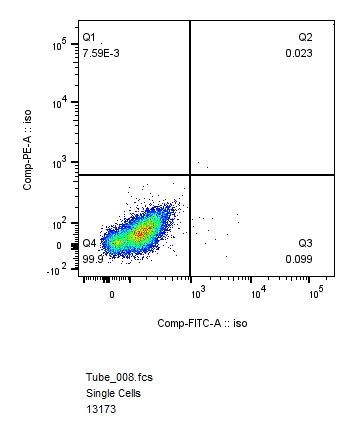 Q1
7.59E-3
Q2
0.023
10^5
10^4
10^3
10^2
0
-10^2
Comp-PE-A :: iso
Q4
99.9
Q3
0.099
0
10^3
10^4
10^5
Comp-FITC-A :: iso
Tube_008.fcs
Single Cells
13173